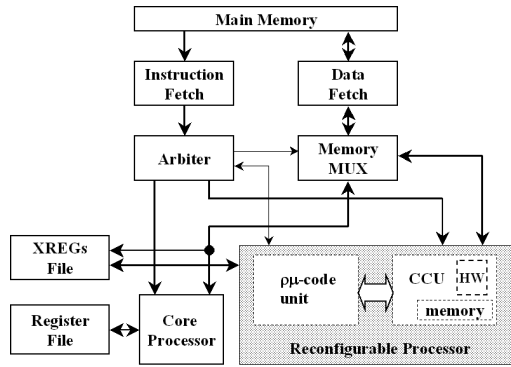 Main Memory
Instruction
Fetch
Data
Fetch
Arbiter
Memory
MUX
XREGs
File
ρμ-code
unit
CCU
HW
memory
Register
File
Core
Processor
Reconfigurable Processor